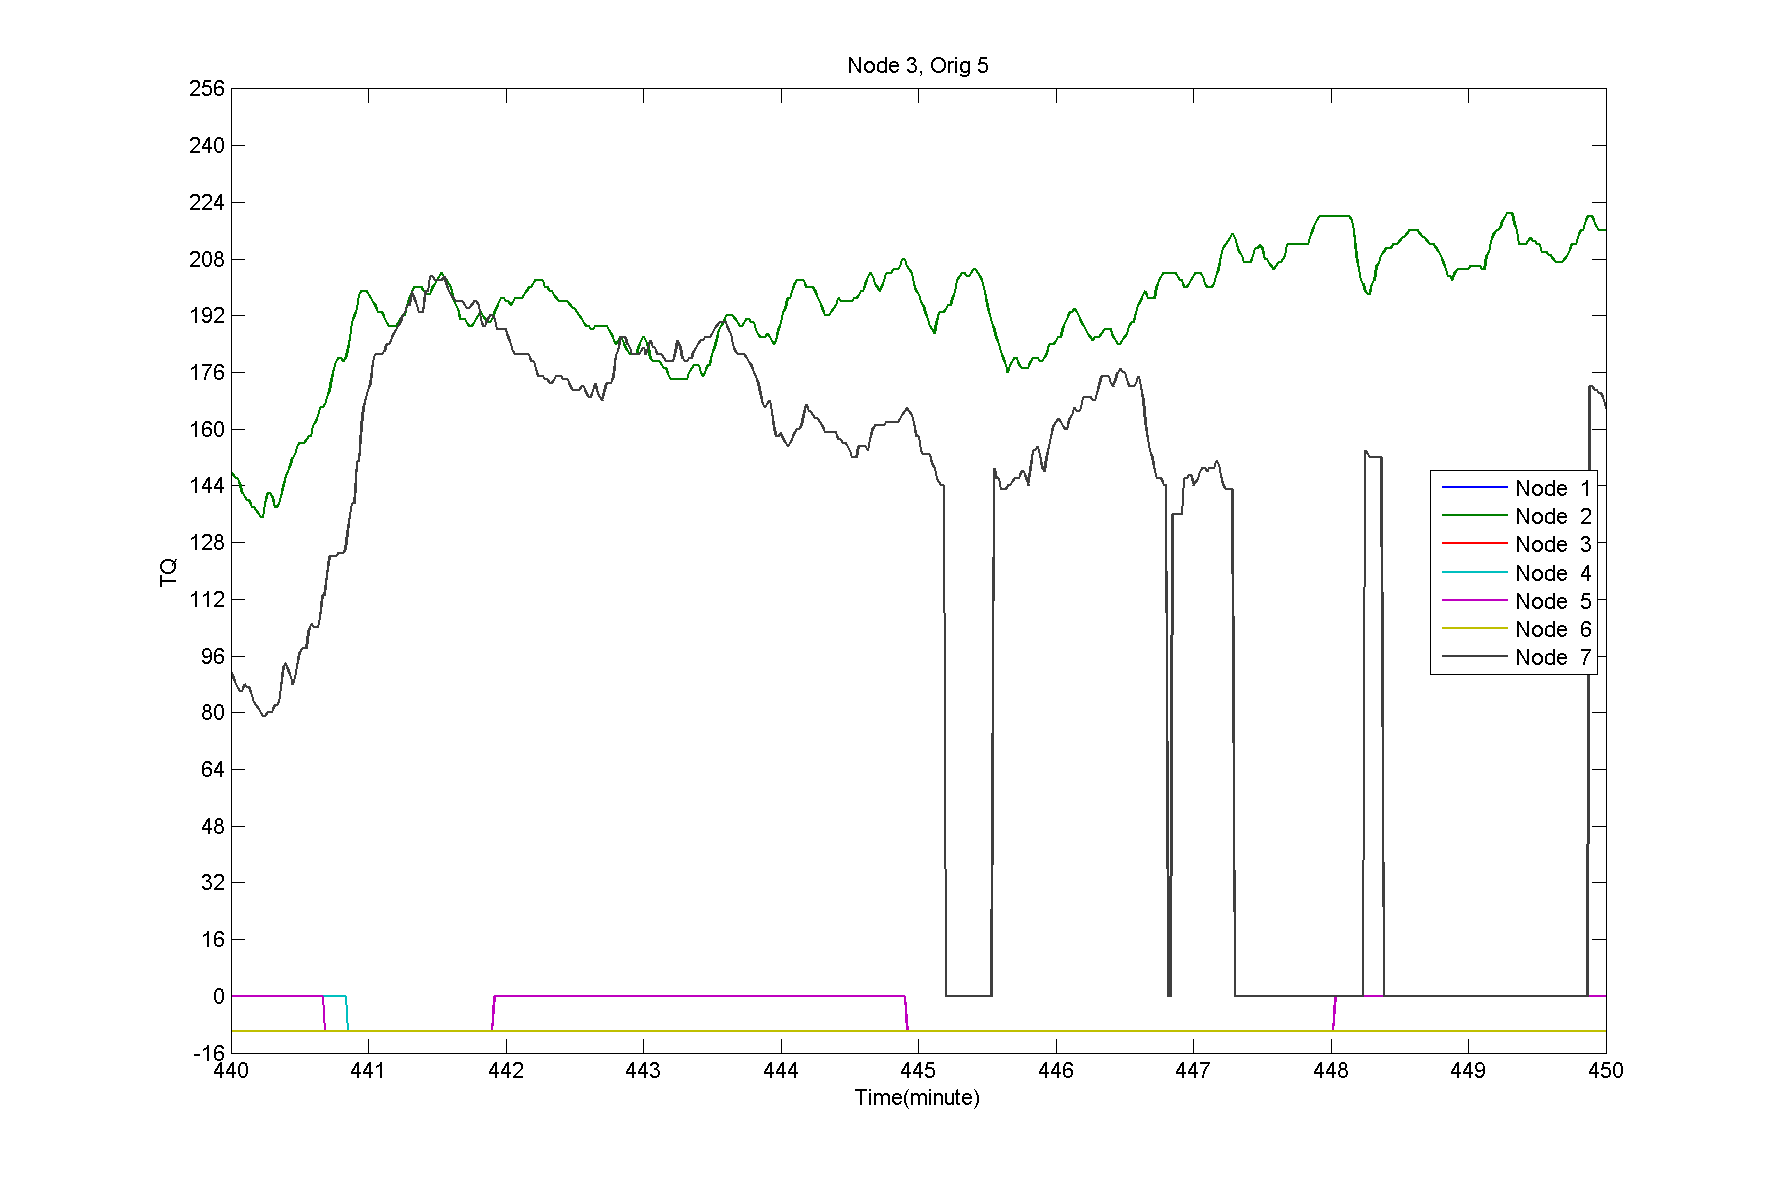 Node 3, Orig 5
256
240
224
208
192
176
160
144
128
112
96
80
64
48
32
16
0
-16
TQ
440 441 442 443 444 445 446 447 448 449 450
Time(minute)
Node 1
Node 2
Node 3
Node 4
Node 5
Node 6
Node 7